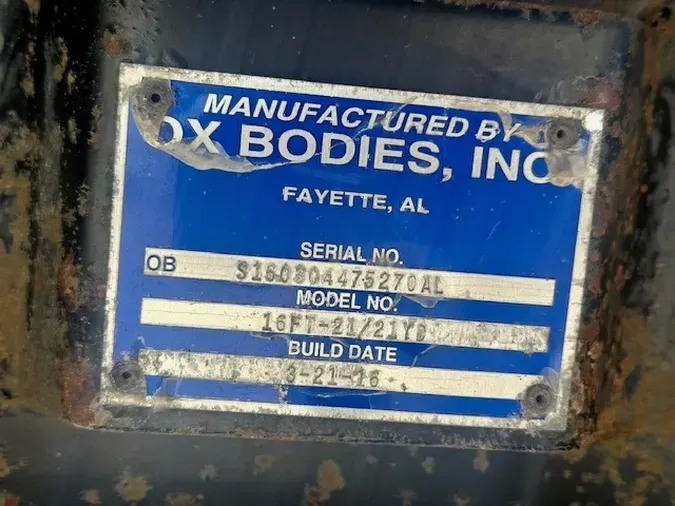 MANUFACTURED BY
OX BODIES, INC
FAYETTE, AL
SERIAL NO.
OB S160304475270AL
MODEL NO.
16FT-21/21YD
BUILD DATE
3-21-16